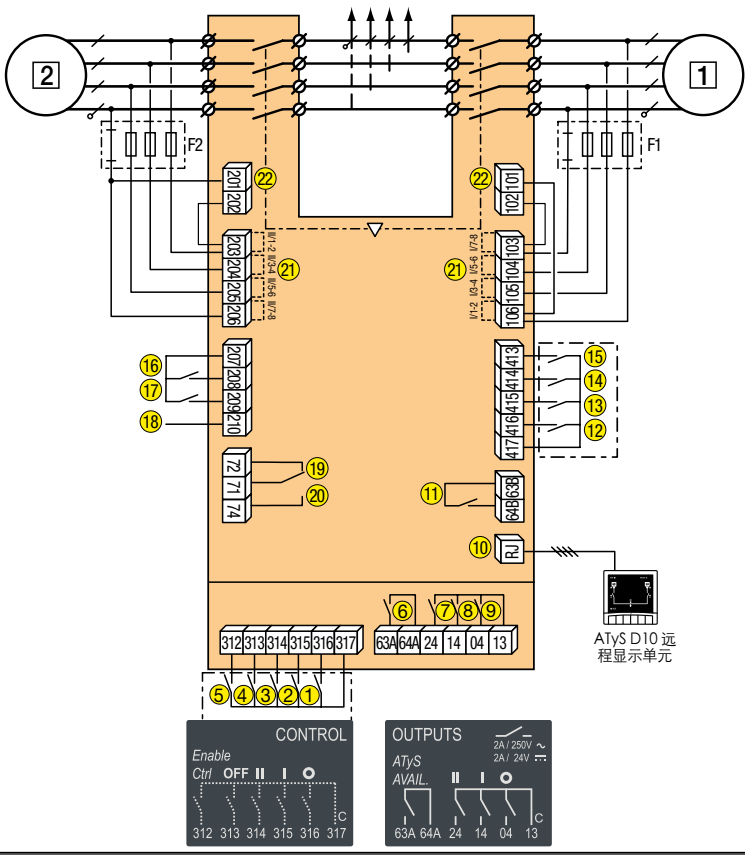 2
1
F2
F1
201
202
22
22
101
102
203
204
205
206
II/1-2
II/3-4
II/5-6
II/7-8
21
21
I/7-8
I/5-6
I/3-4
I/1-2
103
104
105
106
16
17
18
207
208
209
210
413
414
415
416
417
15
14
13
12
72
71
74
19
20
11
63B
64B
10
RJ
ATyS D10 远
程显示单元
6
7
8
9
312 313 314 315 316 317
63A 64A 24 14 04 13
5 4 3 2 1
CONTROL
Enable
Ctrl OFF II I O
C
312 313 314 315 316 317
OUTPUTS
2A / 250V ~
2A / 24V
ATyS
AVAIL. II I O
C
63A 64A 24 14 04 13